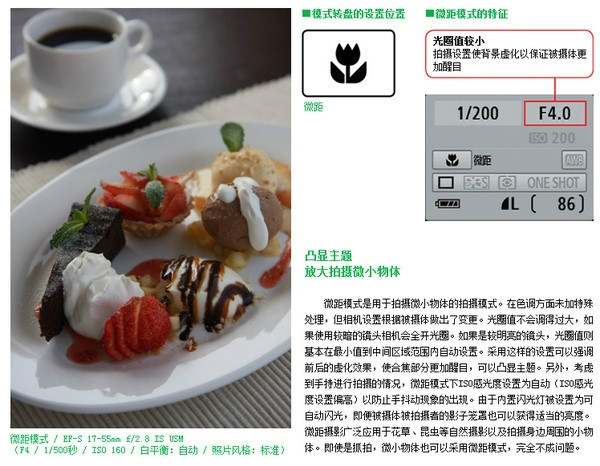 ■模式转盘的设置位置
微距
■微距模式的特征
光圈值较小
拍摄设置使背景虚化以保证被摄体更
加醒目
1/200
F4.0
ISO 200
微距
AWB
ONE SHOT
L
[ 86]
凸显主题
放大拍摄微小物体
微距模式是用于拍摄微小物体的拍摄模式。在色调方面未加特殊
处理，但相机设置根据被摄体做出了变更。光圈值不会调得过大，如
果使用较暗的镜头相机会全开光圈。如果是较明亮的镜头，光圈值则
基本在最小值到中间区域范围内自动设置。采用这样的设置可以强调
前后的虚化效果，使合焦部分更加醒目，可以凸显主题。另外，考虑
到手持进行拍摄的情况，微距模式下ISO感光度设置为自动（ISO感光
度设置偏高）以防止手抖动现象的出现。由于内置闪光灯被设置为可
自动闪光，即便被摄体被拍摄者的影子笼罩也可以获得适当的亮度。
微距摄影广泛应用于花草、昆虫等自然摄影以及拍摄身边周围的小物
体。即使是抓拍，微小物体也可以采用微距模式，完全不成问题。
微距模式 / EF-S 17-55mm f/2.8 IS USM
（F4 / 1/500秒 / ISO 160 / 白平衡：自动 / 照片风格：标准）